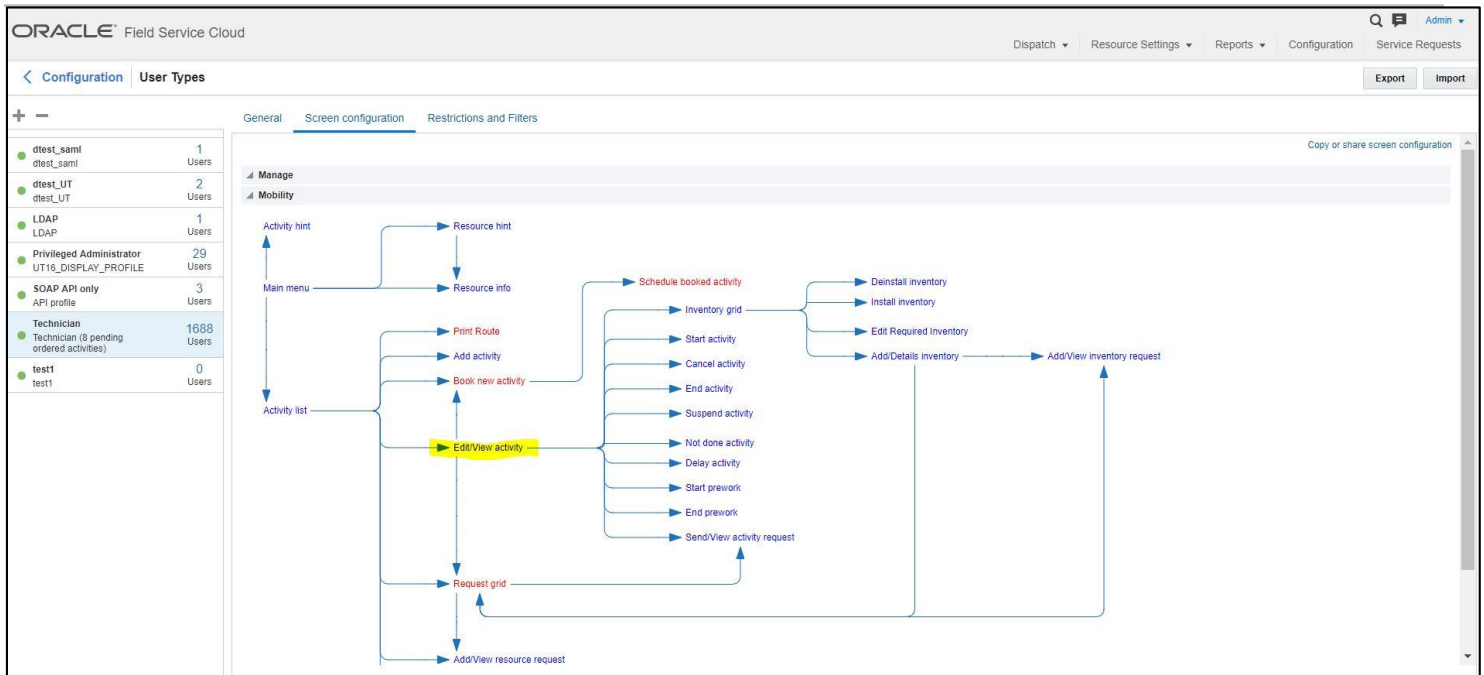 ORACLE® Field Service Cloud
Admin
Dispatch
Resource Settings
Reports
Configuration
Service Requests
Configuration
User Types
Export
Import
dtest_saml
dtest_saml
1
Users
dtest_UT
dtest_UT
2
Users
LDAP
LDAP
1
Users
Privileged Administrator
UT16_DISPLAY_PROFILE
29
Users
SOAP API only
API profile
3
Users
Technician
Technician (8 pending
ordered activities)
1688
Users
test1
test1
0
Users
General
Screen configuration
Restrictions and Filters
Copy or share screen configuration
Manage
Mobility
Activity hint
Resource hint
Main menu
Resource info
Schedule booked activity
Deinstall inventory
Install inventory
Inventory grid
Print Route
Edit Required Inventory
Start activity
Add activity
Add/Details inventory
Add/View inventory request
Cancel activity
Book new activity
End activity
Activity list
Suspend activity
Edit/View activity
Not done activity
Delay activity
Start prework
End prework
Send/View activity request
Request grid
Add/View resource request